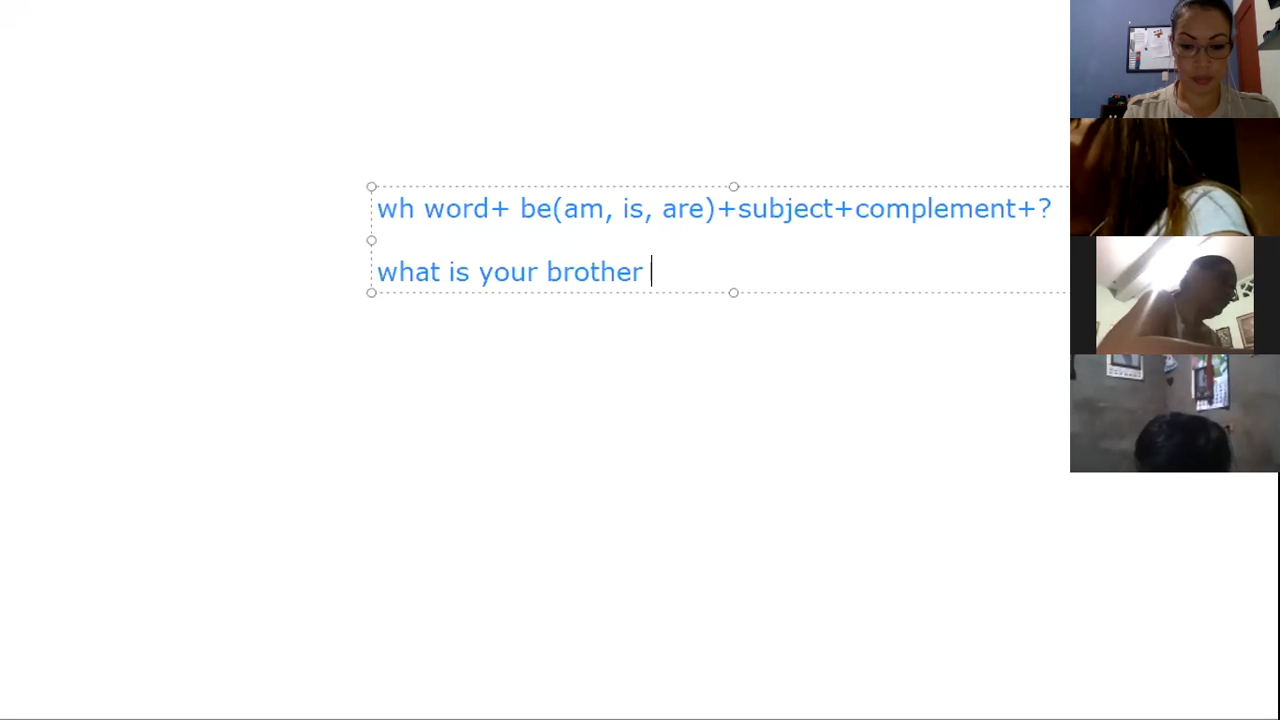 wh word+ be(am, is, are)+subject+complement+?
what is your brother